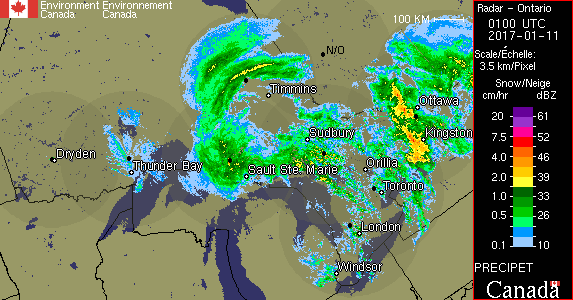 Environment Environnement
Canada Canada
100 KM
N/O
Timmins
Ottawa
Sudbury
Kingston
Dryden
Thunder Bay
Sault Ste. Marie
Orillia
Toronto
London
Windsor
Radar - Ontario
0100 UTC
2017-01-11
Scale/Échelle:
3.5 km/Pixel
Snow/Neige
cm/hr dBZ
20 61
9.0 57
7.5 52
4.0 46
2.0 39
1.0 33
0.5 26
0.1 10
PRECIPET
Canada